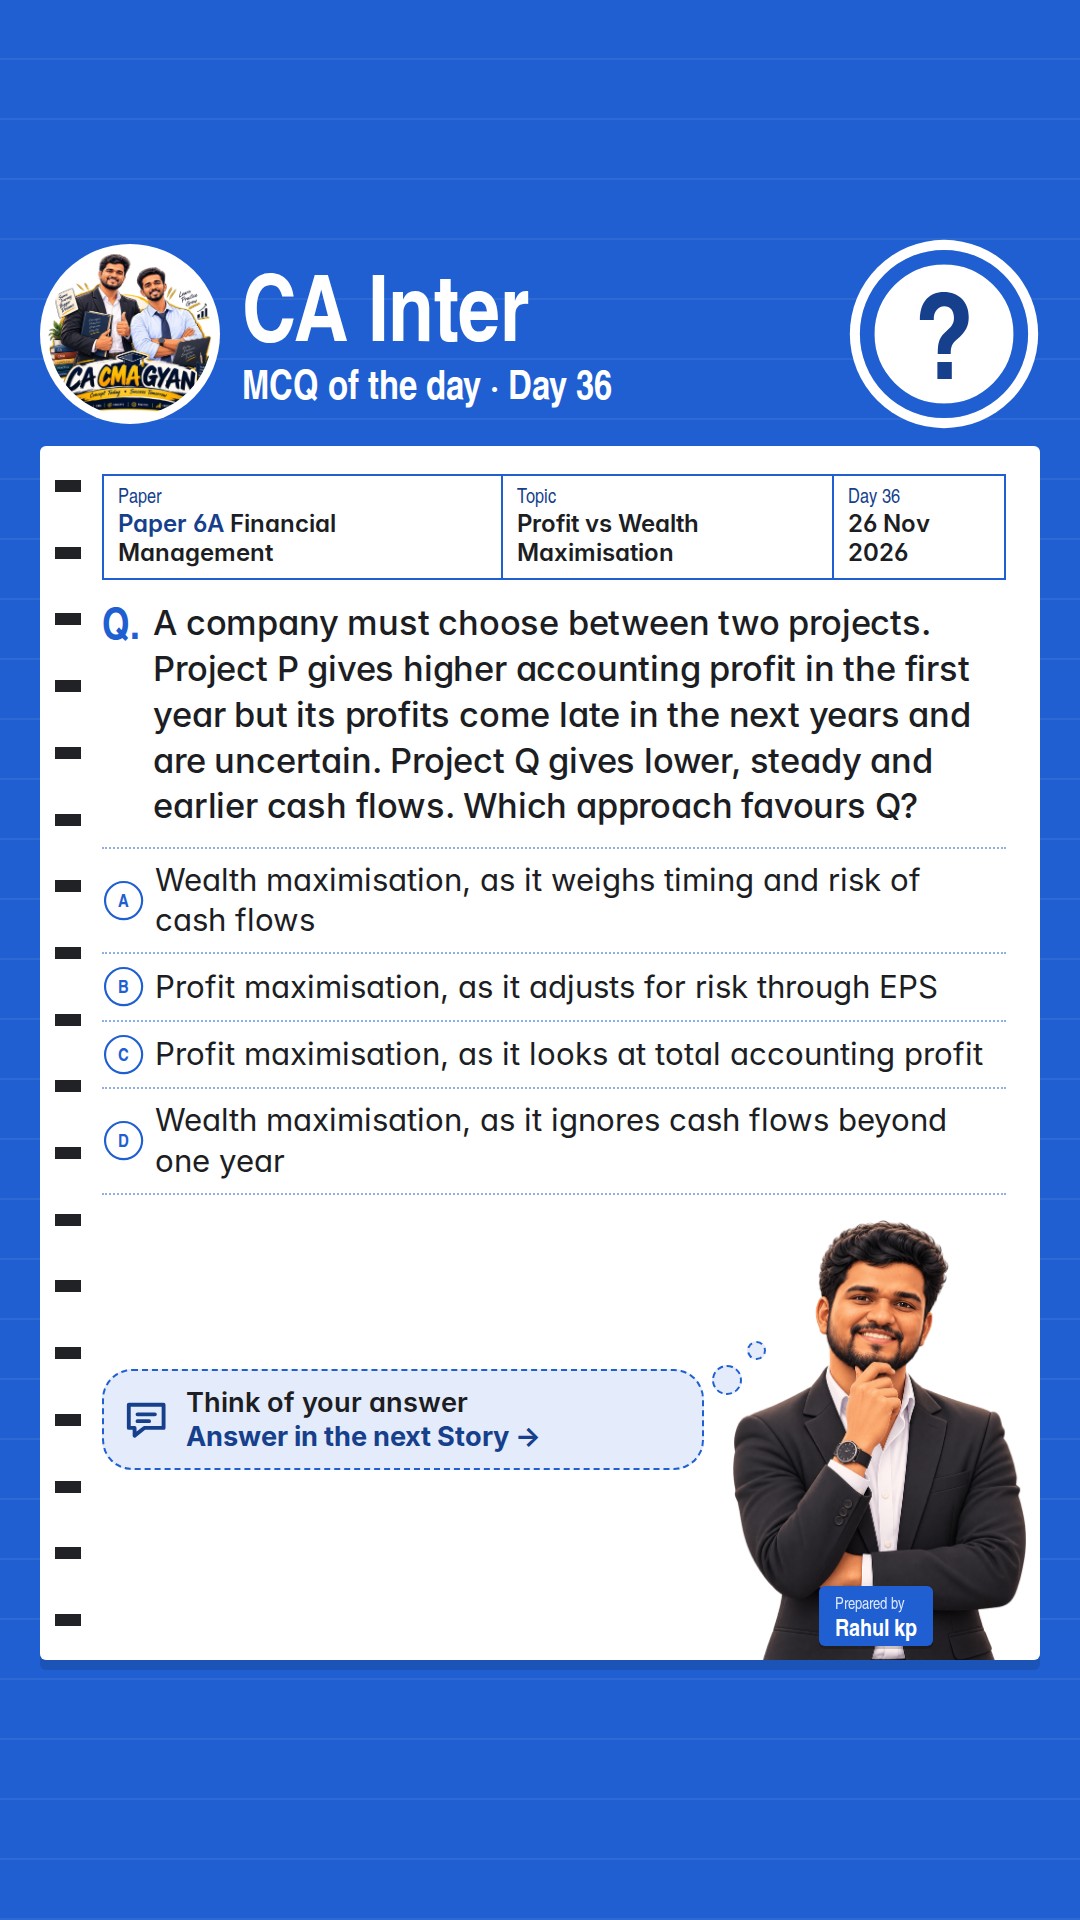 CA CMA GYAN
CA Inter
MCQ of the day · Day 36
?
Paper
Paper 6A Financial
Management
Topic
Profit vs Wealth
Maximisation
Day 36
26 Nov
2026
Q. A company must choose between two projects.
Project P gives higher accounting profit in the first
year but its profits come late in the next years and
are uncertain. Project Q gives lower, steady and
earlier cash flows. Which approach favours Q?
A Wealth maximisation, as it weighs timing and risk of
cash flows
B Profit maximisation, as it adjusts for risk through EPS
C Profit maximisation, as it looks at total accounting profit
D Wealth maximisation, as it ignores cash flows beyond
one year
Think of your answer
Answer in the next Story →
Prepared by
Rahul kp